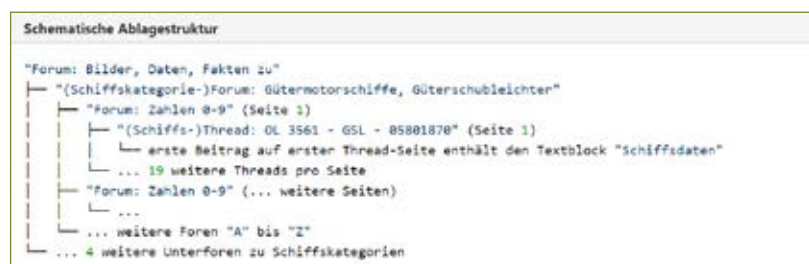 Schematische Ablagestruktur
"Forum: Bilder, Daten, Fakten zu"
├── "(Schiffskategorie-)Forum: Gütermotorschiffe, Güterschubleichter"
│   ├── "Forum: Zahlen 0-9" (Seite 1)
│   │   ├── "(Schiffs-)Thread: OL 3561 - GSL - 05801870" (Seite 1)
│   │   │   └── erste Beitrag auf erster Thread-Seite enthält den Textblock "Schiffsdaten"
│   │   └── ... 19 weitere Threads pro Seite
│   ├── "Forum: Zahlen 0-9" (... weitere Seiten)
│   │   └── ...
│   └── ... weitere Foren "A" bis "Z"
└── ... 4 weitere Unterforen zu Schiffskategorien